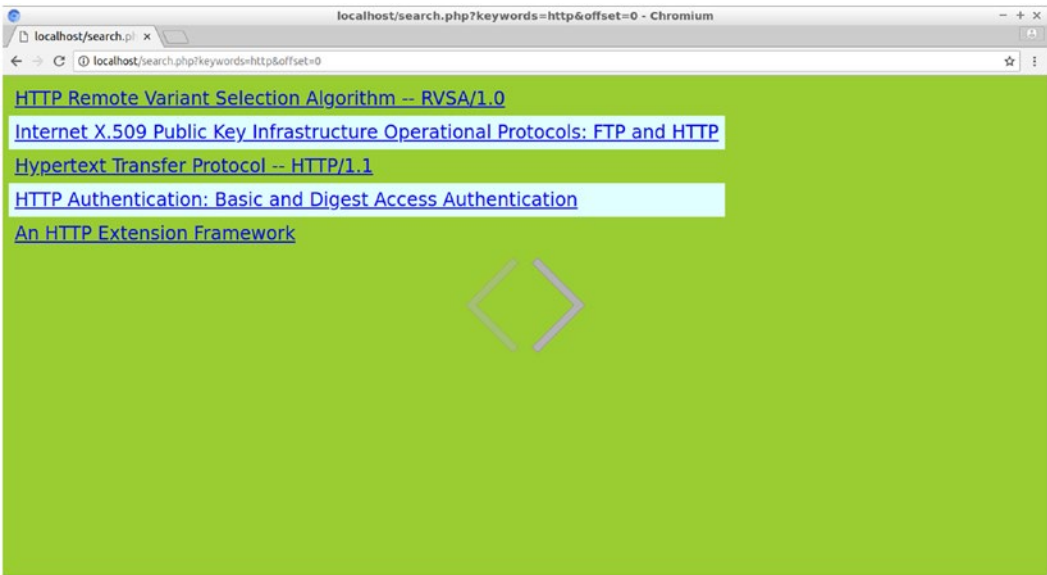 localhost/search.php?keywords=http&offset=0 - Chromium
localhost/search.ph
localhost/search.php?keywords=http&offset=0
HTTP Remote Variant Selection Algorithm -- RVSA/1.0
Internet X.509 Public Key Infrastructure Operational Protocols: FTP and HTTP
Hypertext Transfer Protocol -- HTTP/1.1
HTTP Authentication: Basic and Digest Access Authentication
An HTTP Extension Framework